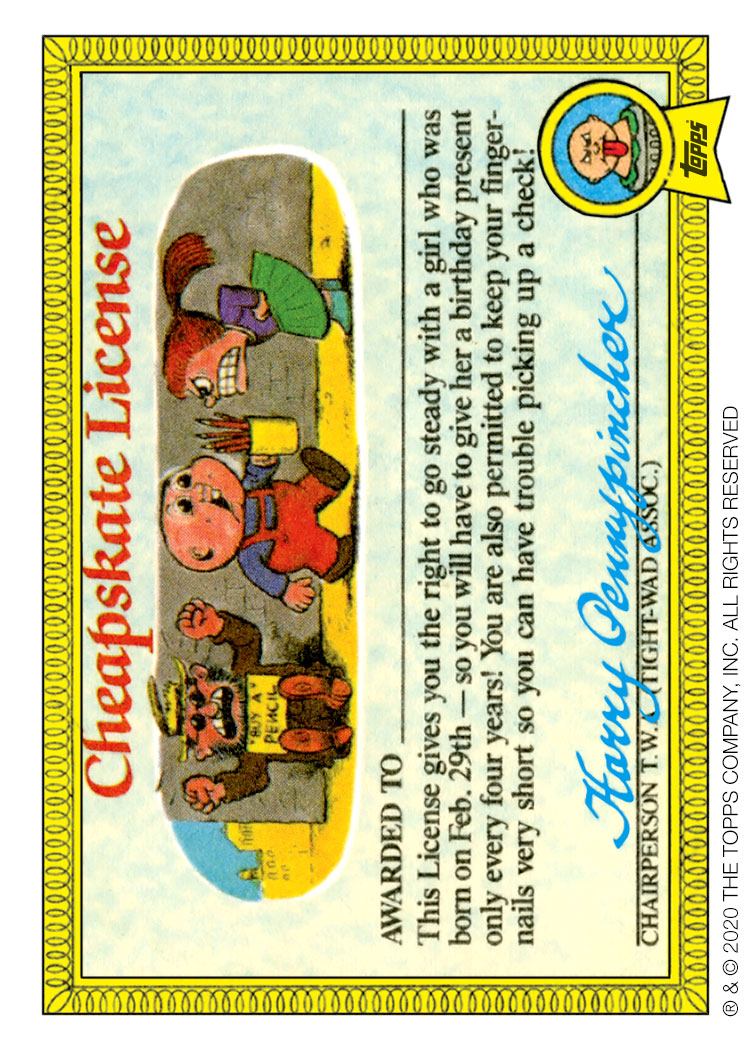 Cheapskate License
"BUY A"
PENCIL
AWARDED TO
This License gives you the right to go steady with a girl who was
born on Feb. 29th — so you will have to give her a birthday present
only every four years! You are also permitted to keep your finger-
nails very short so you can have trouble picking up a check!
Harry Pennypincher
CHAIRPERSON T.W.A. (TIGHT-WAD ASSOC.)
topps
® & © 2020 THE TOPPS COMPANY, INC. ALL RIGHTS RESERVED